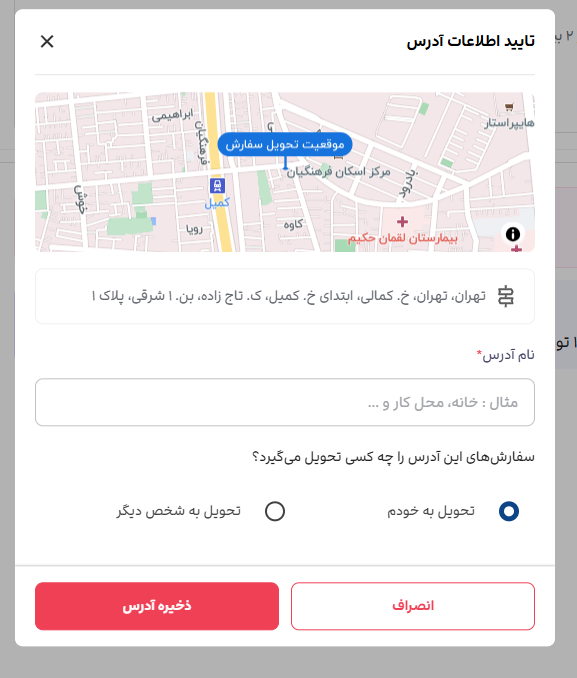 تایید اطلاعات آدرس
ابراهیمی
هایپراستار
فرهنگیان
موقعیت تحویل سفارش
مرکز اسکان فرهنگیان
بادرود
خوش
کمیل
رویا
کاوه
بیمارستان لقمان حکیم
تهران، تهران، خ. کمالی، ابتدای خ. کمیل، ک. تاج زاده، بن. ۱ شرقی، پلاک ۱
نام آدرس*
مثال : خانه، محل کار و ...
سفارش‌های این آدرس را چه کسی تحویل می‌گیرد؟
تحویل به خودم
تحویل به شخص دیگر
انصراف
ذخیره آدرس